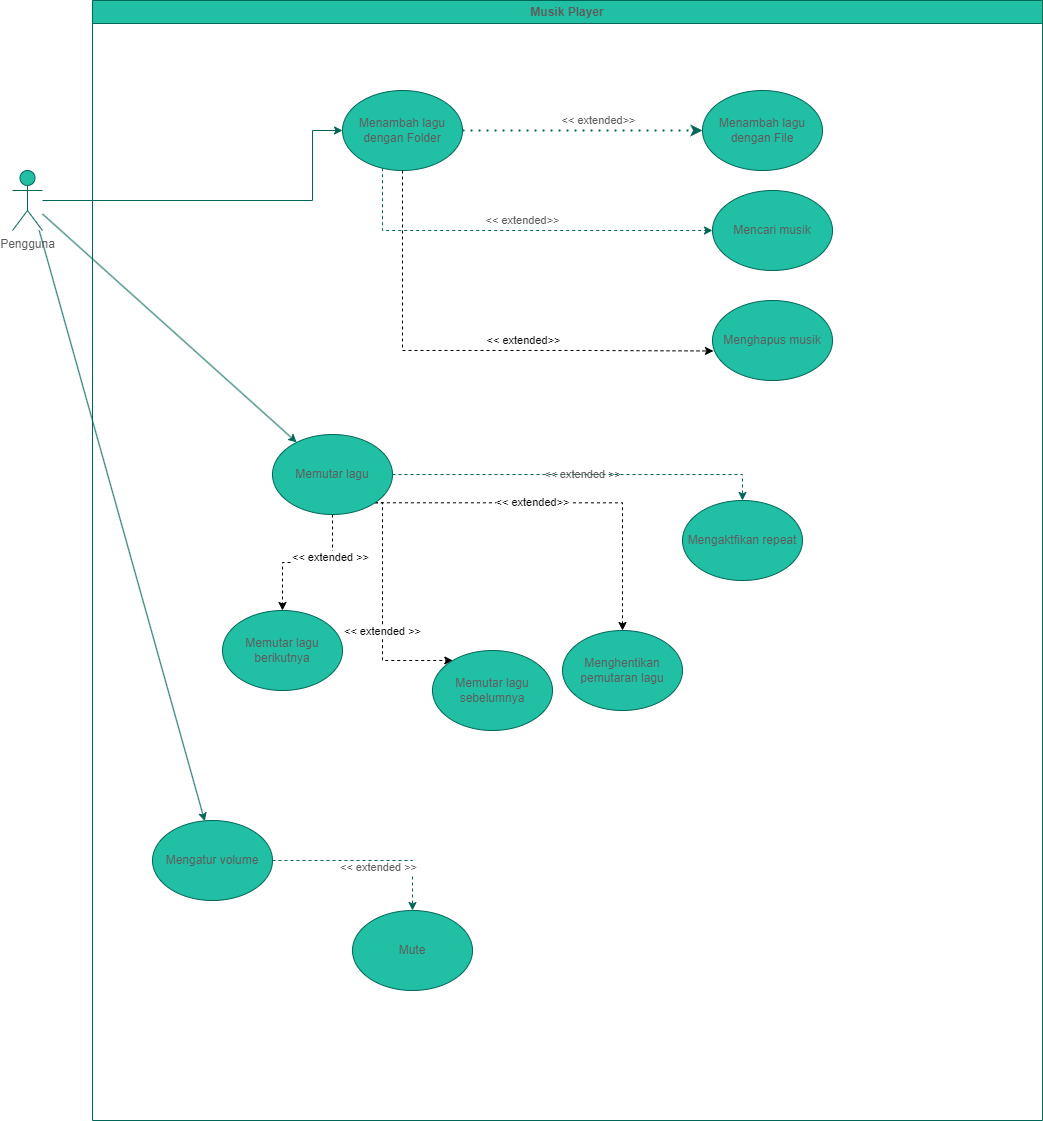 Musik Player
Menambah lagu
dengan Folder
<< extended>>
Menambah lagu
dengan File
Pengguna
<< extended>>
Mencari musik
<< extended>>
Menghapus musik
Memutar lagu
<< extended >>
<< extended>>
Mengaktfikan repeat
<< extended >>
<< extended >>
Memutar lagu
berikutnya
Memutar lagu
sebelumnya
Menghentikan
pemutaran lagu
Mengatur volume
<< extended >>
Mute